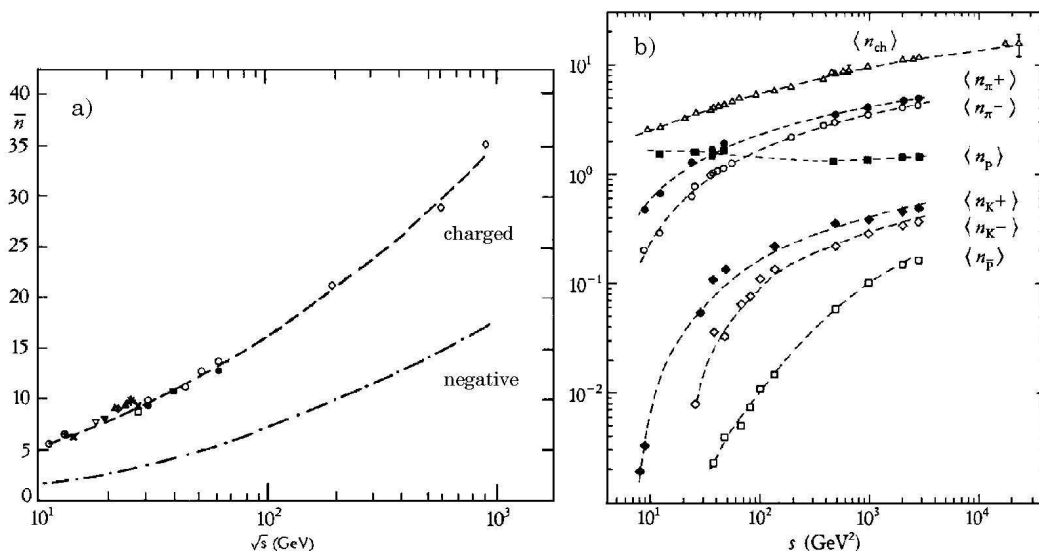 a)
n̅
40
35
30
25
20
15
10
5
0
charged
negative
10¹
10²
10³
√s (GeV)
b)
⟨n_ch⟩
⟨n_π+⟩
⟨n_π−⟩
⟨n_p⟩
⟨n_K+⟩
⟨n_K−⟩
⟨n_p̅⟩
10¹
10⁰
10⁻¹
10⁻²
10¹
10²
10³
10⁴
s (GeV²)